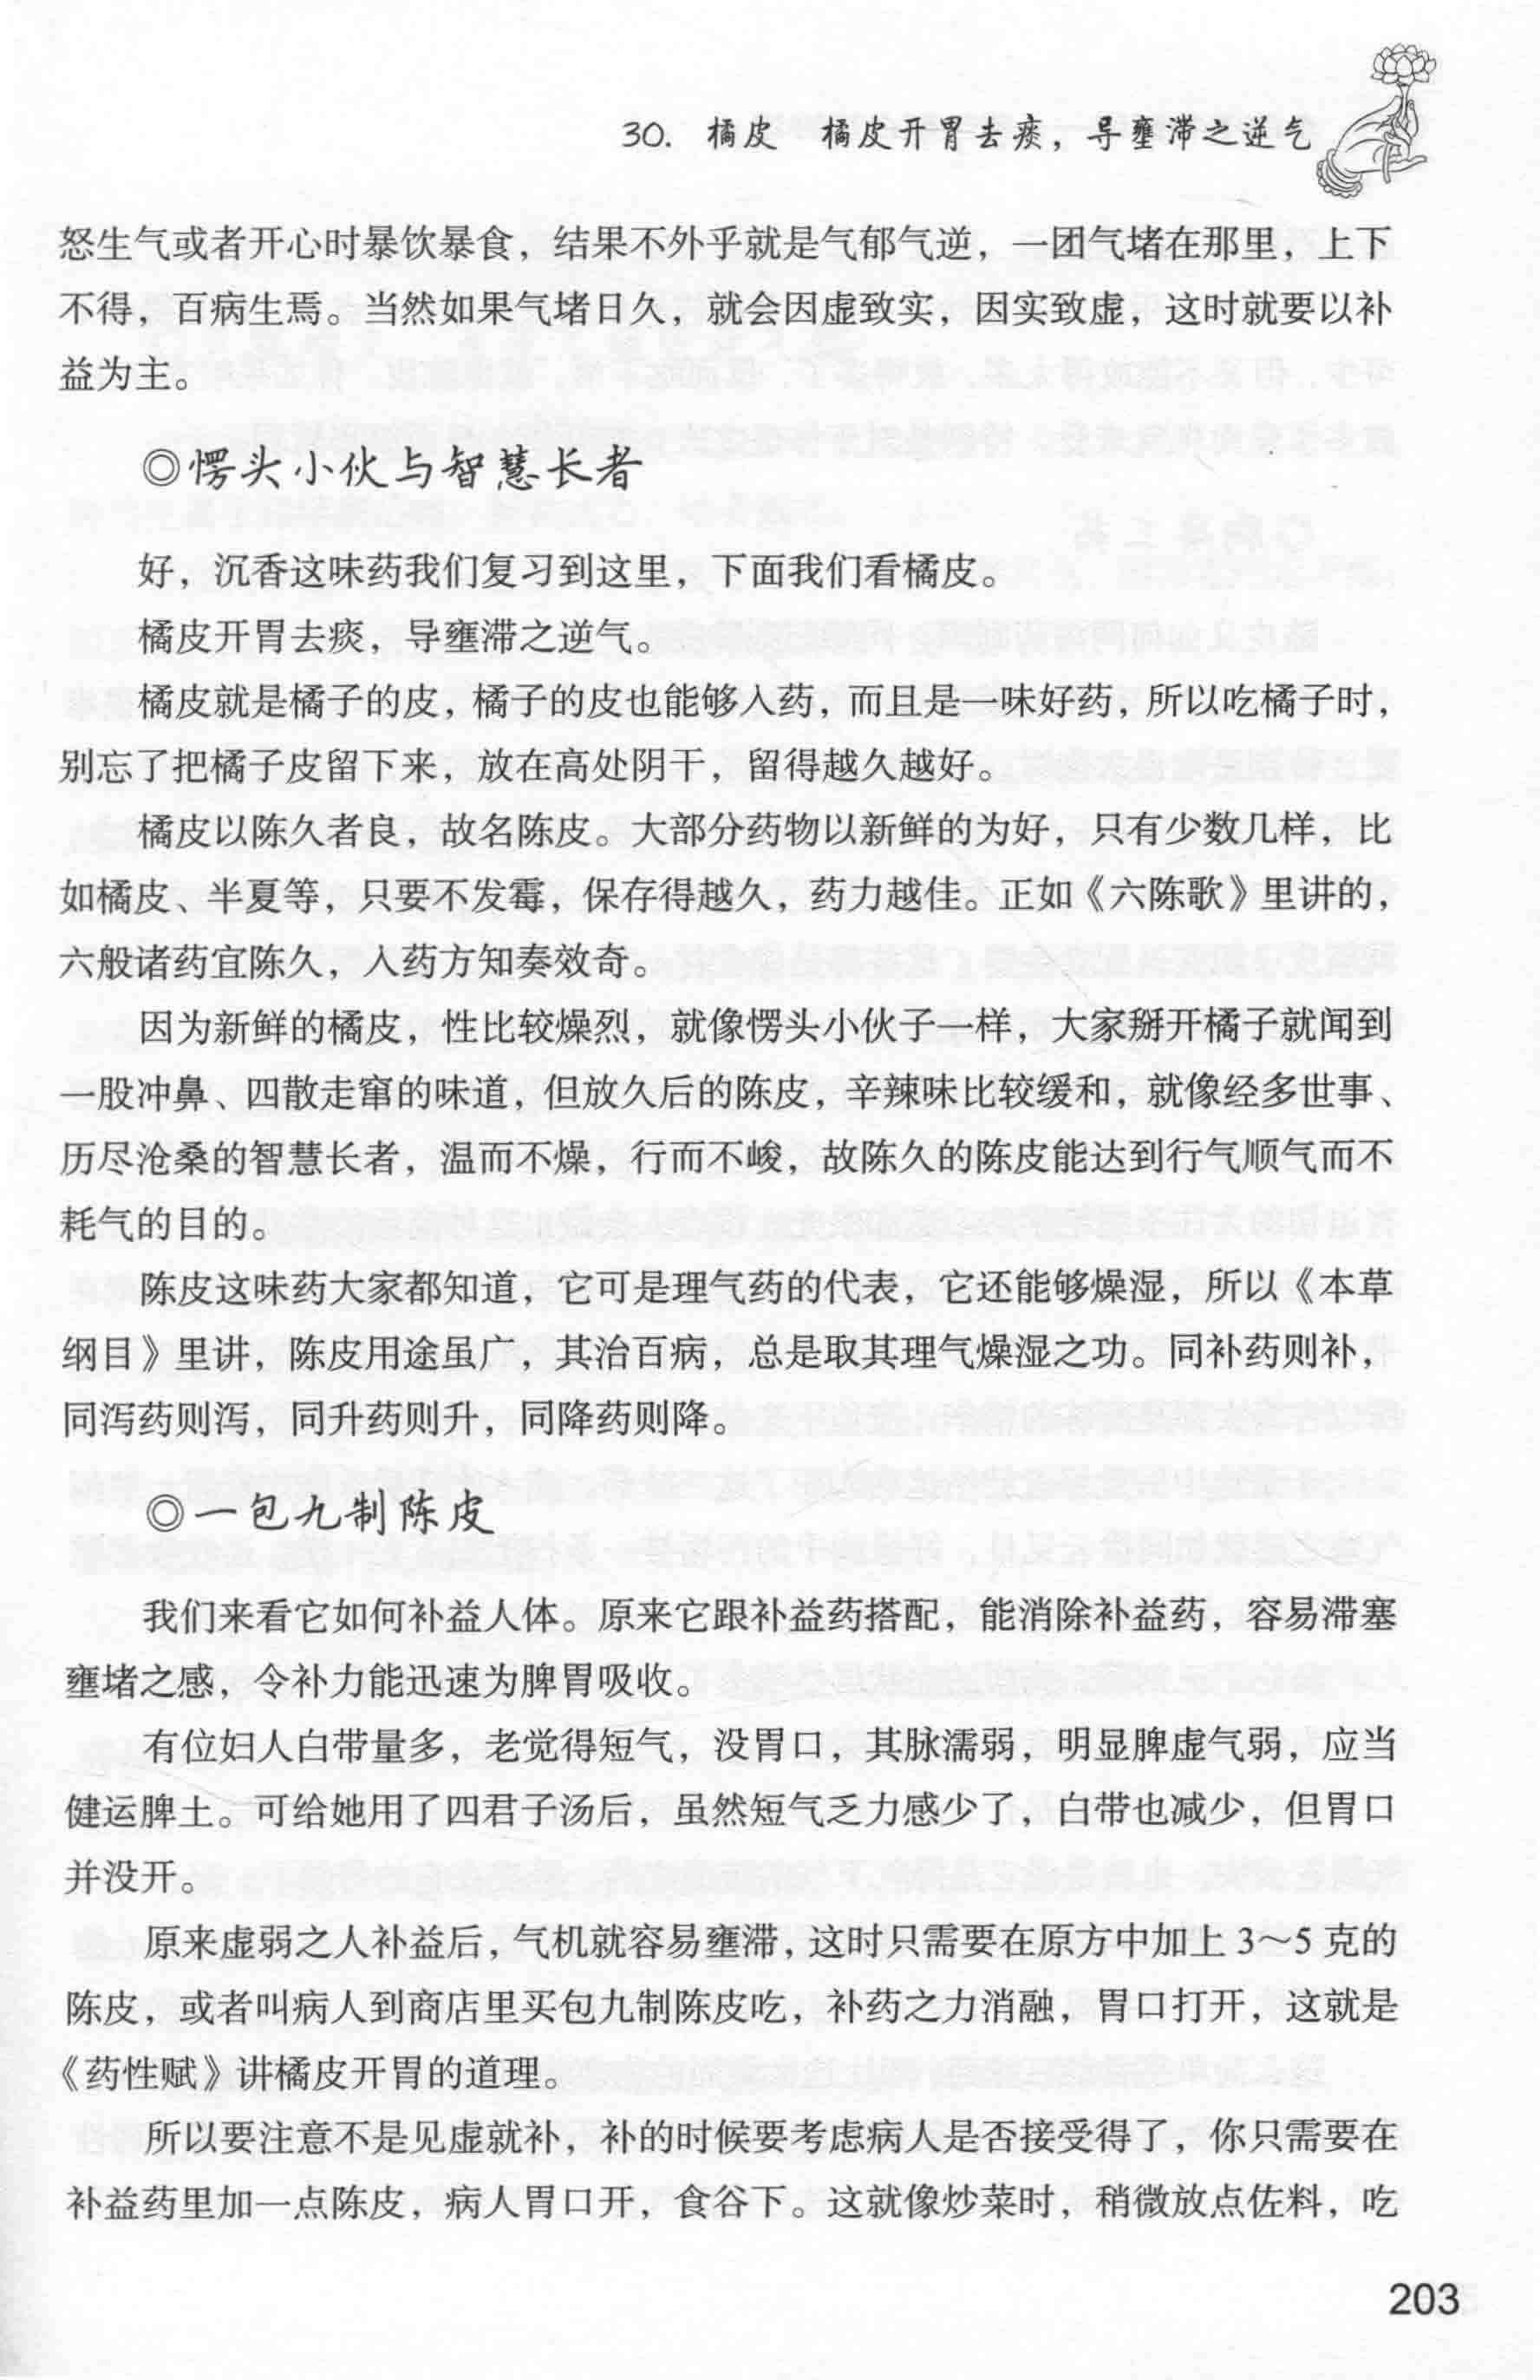 30. 橘皮 橘皮开胃去痰，导壅滞之逆气
怒生气或者开心时暴饮暴食，结果不外乎就是气郁气逆，一团气堵在那里，上下
不得，百病生焉。当然如果气堵日久，就会因虚致实，因实致虚，这时就要以补
益为主。
◎愣头小伙与智慧长者
好，沉香这味药我们复习到这里，下面我们看橘皮。
橘皮开胃去痰，导壅滞之逆气。
橘皮就是橘子的皮，橘子的皮也能够入药，而且是一味好药，所以吃橘子时，
别忘了把橘子皮留下来，放在高处阴干，留得越久越好。
橘皮以陈久者良，故名陈皮。大部分药物以新鲜的为好，只有少数几样，比
如橘皮、半夏等，只要不发霉，保存得越久，药力越佳。正如《六陈歌》里讲的，
六般诸药宜陈久，入药方知奏效奇。
因为新鲜的橘皮，性比较燥烈，就像愣头小伙子一样，大家掰开橘子就闻到
一股冲鼻、四散走窜的味道，但放久后的陈皮，辛辣味比较缓和，就像经多世事、
历尽沧桑的智慧长者，温而不燥，行而不峻，故陈久的陈皮能达到行气顺气而不
耗气的目的。
陈皮这味药大家都知道，它可是理气药的代表，它还能够燥湿，所以《本草
纲目》里讲，陈皮用途虽广，其治百病，总是取其理气燥湿之功。同补药则补，
同泻药则泻，同升药则升，同降药则降。
◎一包九制陈皮
我们来看它如何补益人体。原来它跟补益药搭配，能消除补益药，容易滞塞
壅堵之感，令补力能迅速为脾胃吸收。
有位妇人白带量多，老觉得短气，没胃口，其脉濡弱，明显脾虚气弱，应当
健运脾土。可给她用了四君子汤后，虽然短气乏力感少了，白带也减少，但胃口
并没开。
原来虚弱之人补益后，气机就容易壅滞，这时只需要在原方中加上 3～5 克的
陈皮，或者叫病人到商店里买包九制陈皮吃，补药之力消融，胃口打开，这就是
《药性赋》讲橘皮开胃的道理。
所以要注意不是见虚就补，补的时候要考虑病人是否接受得了，你只需要在
补益药里加一点陈皮，病人胃口开，食谷下。这就像炒菜时，稍微放点佐料，吃
203